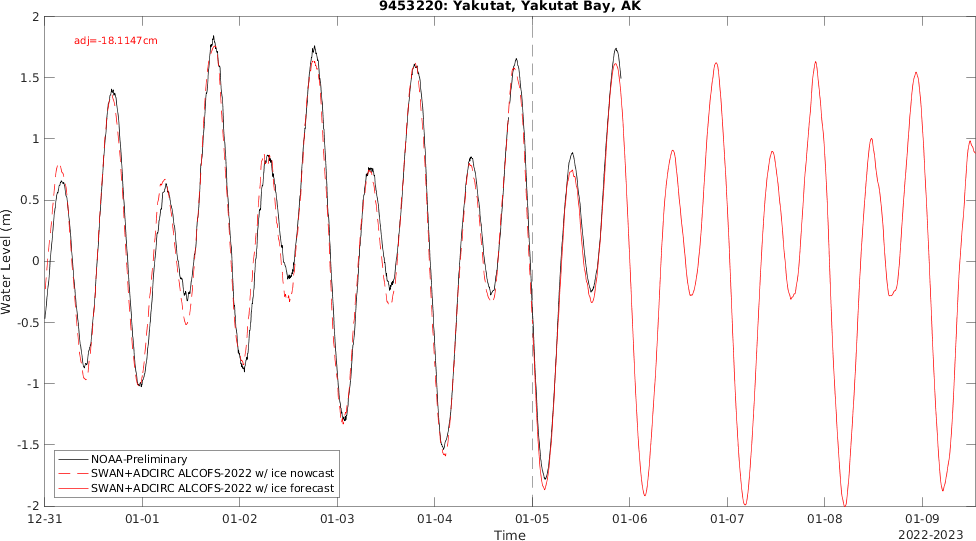 9453220: Yakutat, Yakutat Bay, AK
adj=-18.1147cm
2
1.5
1
0.5
0
-0.5
-1
-1.5
-2
Water Level (m)
NOAA-Preliminary
SWAN+ADCIRC ALCOFS-2022 w/ ice nowcast
SWAN+ADCIRC ALCOFS-2022 w/ ice forecast
12-31 01-01 01-02 01-03 01-04 01-05 01-06 01-07 01-08 01-09
Time
2022-2023